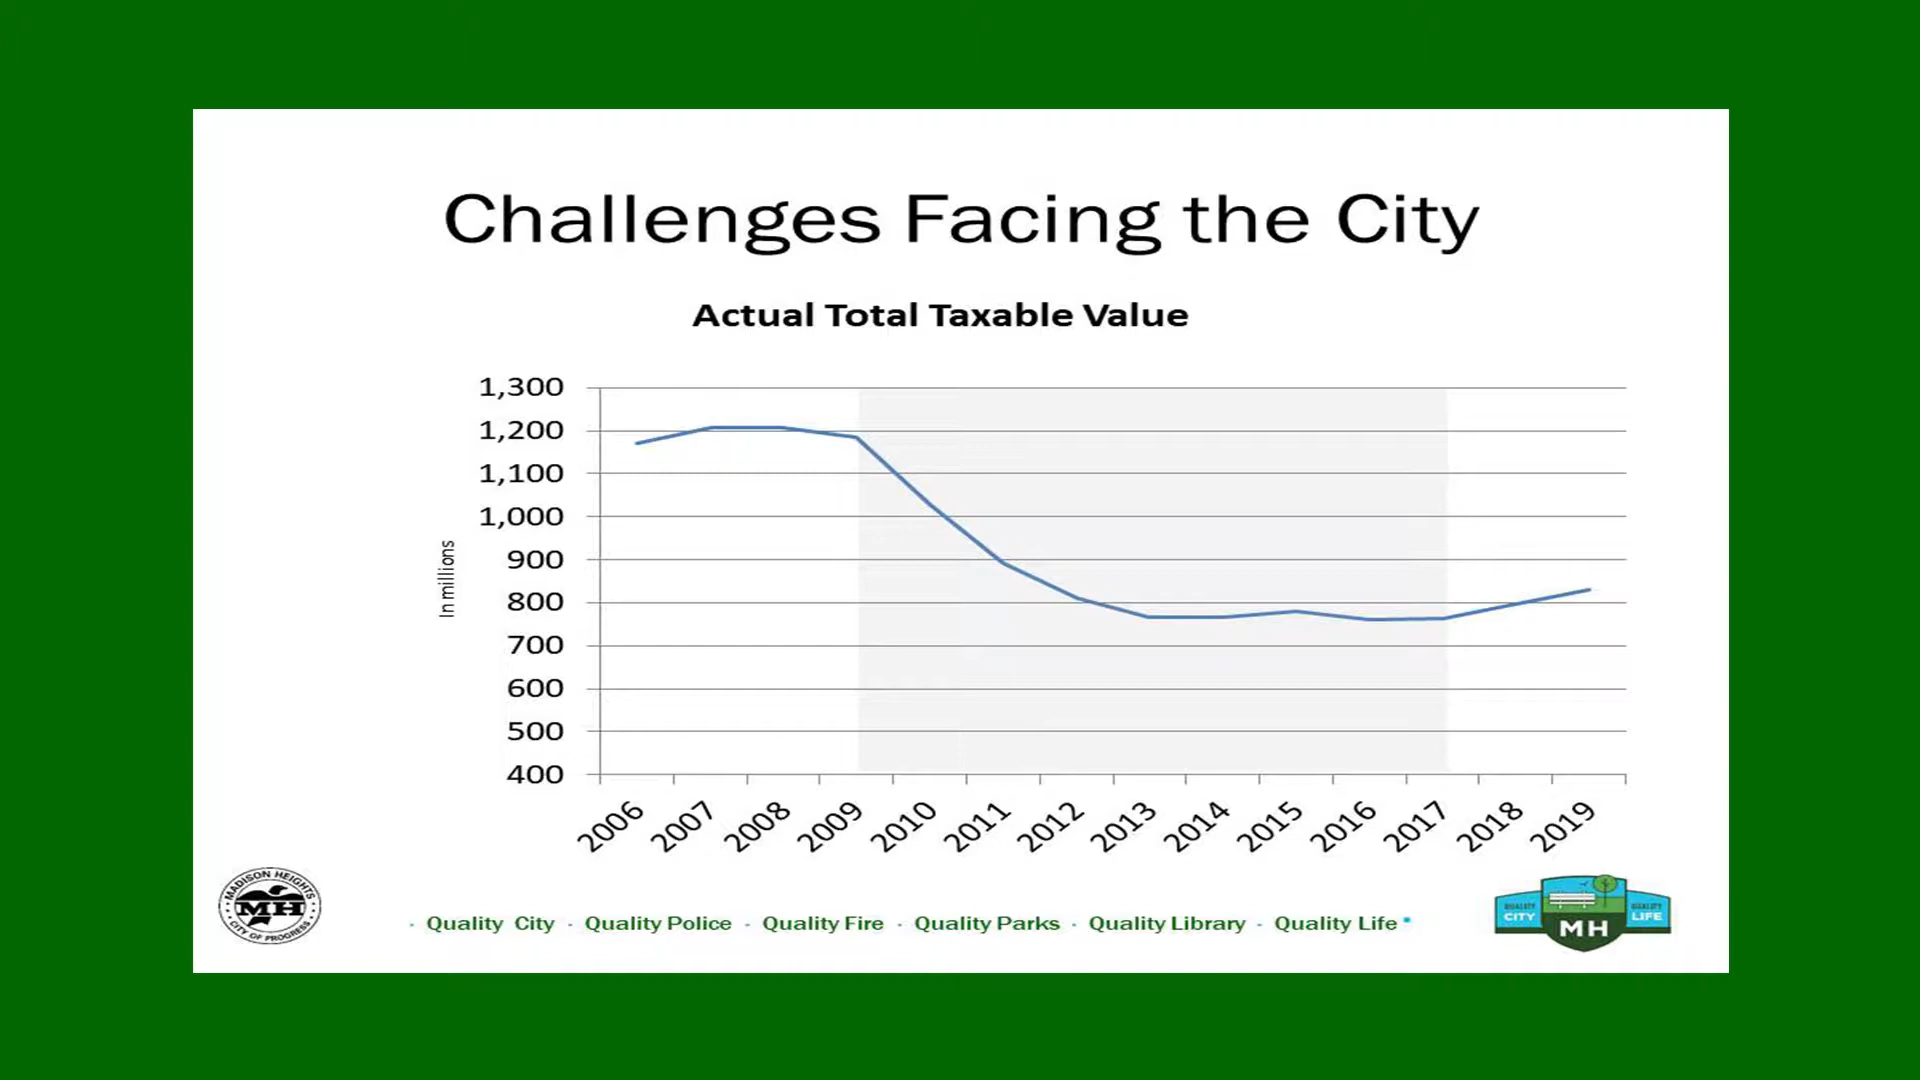 Challenges Facing the City
Actual Total Taxable Value
1,300
1,200
1,100
1,000
900
800
700
600
500
400
In millions
2006
2007
2008
2009
2010
2011
2012
2013
2014
2015
2016
2017
2018
2019
MADISON HEIGHTS
MH
CITY OF PROGRESS
· Quality City · Quality Police · Quality Fire · Quality Parks · Quality Library · Quality Life •
QUALITY
CITY
MH
QUALITY
LIFE